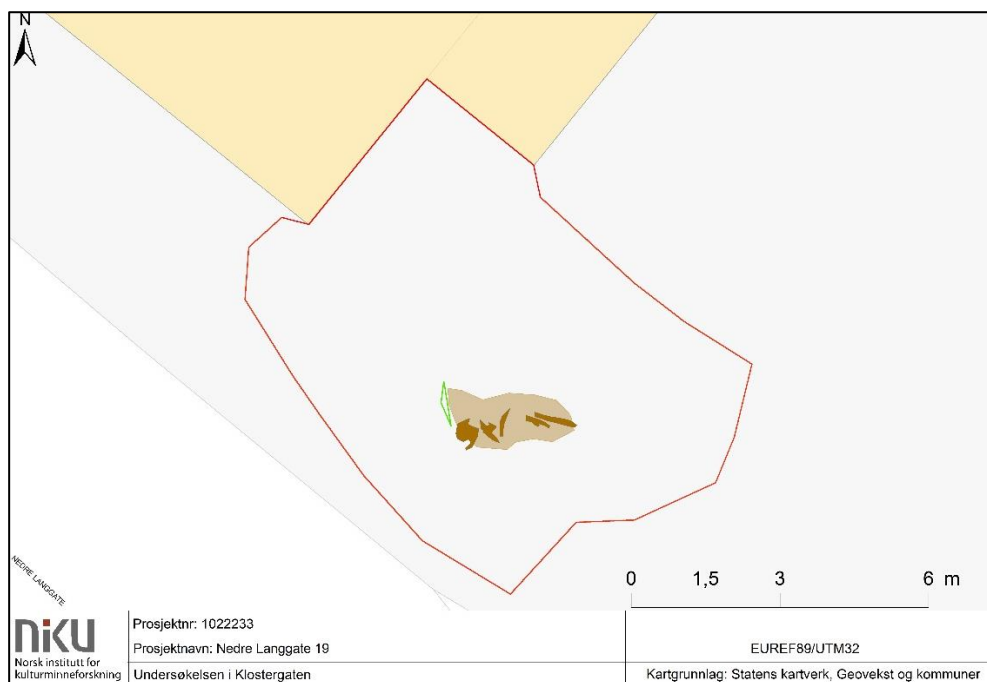 N
NEDRE LANGGATE
0 1,5 3 6 m
niku
Norsk institutt for
kulturminneforskning
Prosjektnr: 1022233
Prosjektnavn: Nedre Langgate 19
Undersøkelsen i Klostergaten
EUREF89/UTM32
Kartgrunnlag: Statens kartverk, Geovekst og kommuner